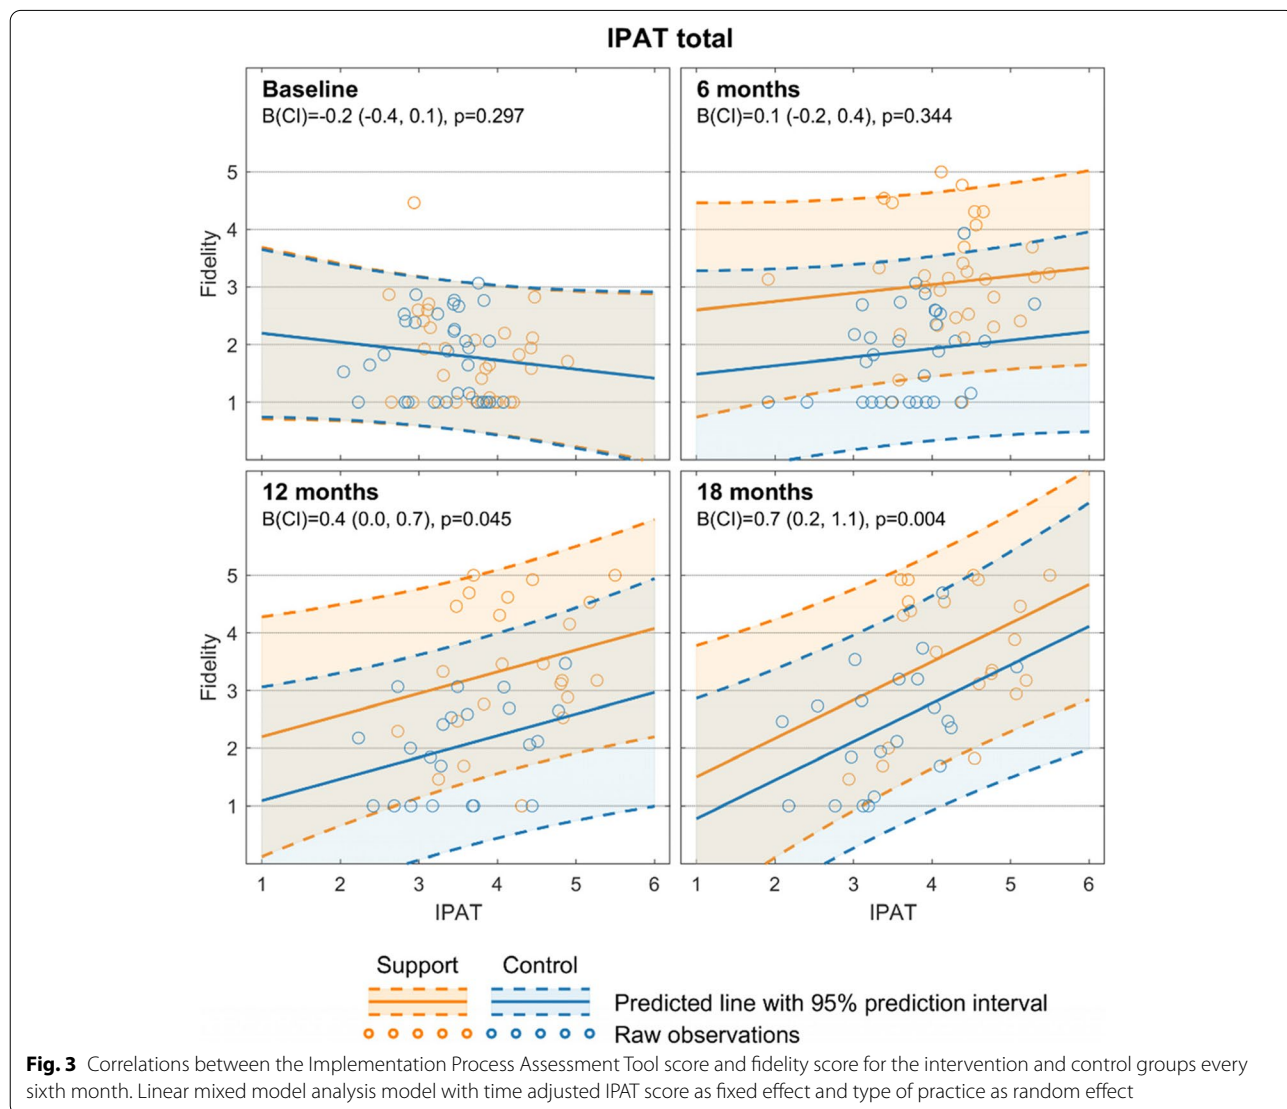 IPAT total
Baseline
B(CI)=-0.2 (-0.4, 0.1), p=0.297
6 months
B(CI)=0.1 (-0.2, 0.4), p=0.344
5
4
3
2
1
Fidelity
12 months
B(CI)=0.4 (0.0, 0.7), p=0.045
18 months
B(CI)=0.7 (0.2, 1.1), p=0.004
5
4
3
2
1
Fidelity
1 2 3 4 5 6
1 2 3 4 5 6
IPAT
IPAT
Support Control
Predicted line with 95% prediction interval
Raw observations
Fig. 3 Correlations between the Implementation Process Assessment Tool score and fidelity score for the intervention and control groups every
sixth month. Linear mixed model analysis model with time adjusted IPAT score as fixed effect and type of practice as random effect